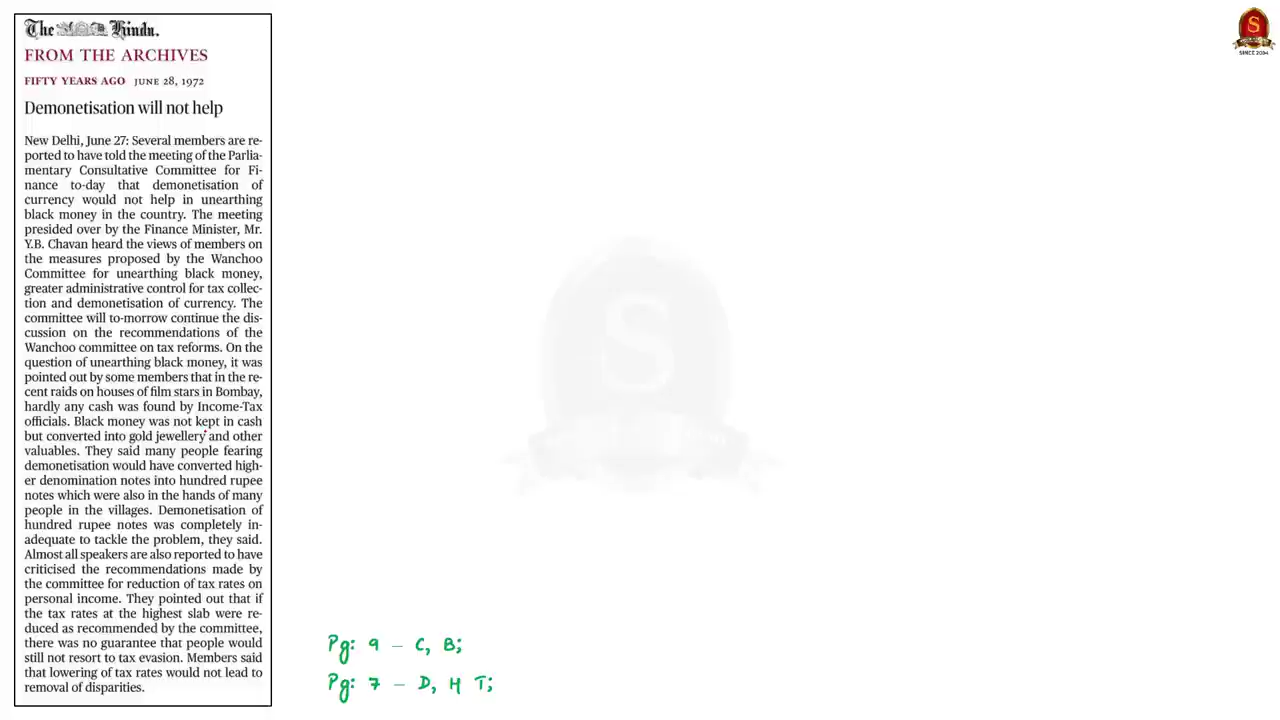 The Hindu.
FROM THE ARCHIVES
FIFTY YEARS AGO JUNE 28, 1972
Demonetisation will not help
New Delhi, June 27: Several members are re-
ported to have told the meeting of the Parlia-
mentary Consultative Committee for Fi-
nance to-day that demonetisation of
currency would not help in unearthing
black money in the country. The meeting
presided over by the Finance Minister, Mr.
Y.B. Chavan heard the views of members on
the measures proposed by the Wanchoo
Committee for unearthing black money,
greater administrative control for tax collec-
tion and demonetisation of currency. The
committee will to-morrow continue the dis-
cussion on the recommendations of the
Wanchoo committee on tax reforms. On the
question of unearthing black money, it was
pointed out by some members that in the re-
cent raids on houses of film stars in Bombay,
hardly any cash was found by Income-Tax
officials. Black money was not kept in cash
but converted into gold jewellery and other
valuables. They said many people fearing
demonetisation would have converted high-
er denomination notes into hundred rupee
notes which were also in the hands of many
people in the villages. Demonetisation of
hundred rupee notes was completely in-
adequate to tackle the problem, they said.
Almost all speakers are also reported to have
criticised the recommendations made by
the committee for reduction of tax rates on
personal income. They pointed out that if
the tax rates at the highest slab were re-
duced as recommended by the committee,
there was no guarantee that people would
still not resort to tax evasion. Members said
that lowering of tax rates would not lead to
removal of disparities.
Pg: 9 – C, B;
Pg: 7 – D, H T;
S
SINCE 2004
S